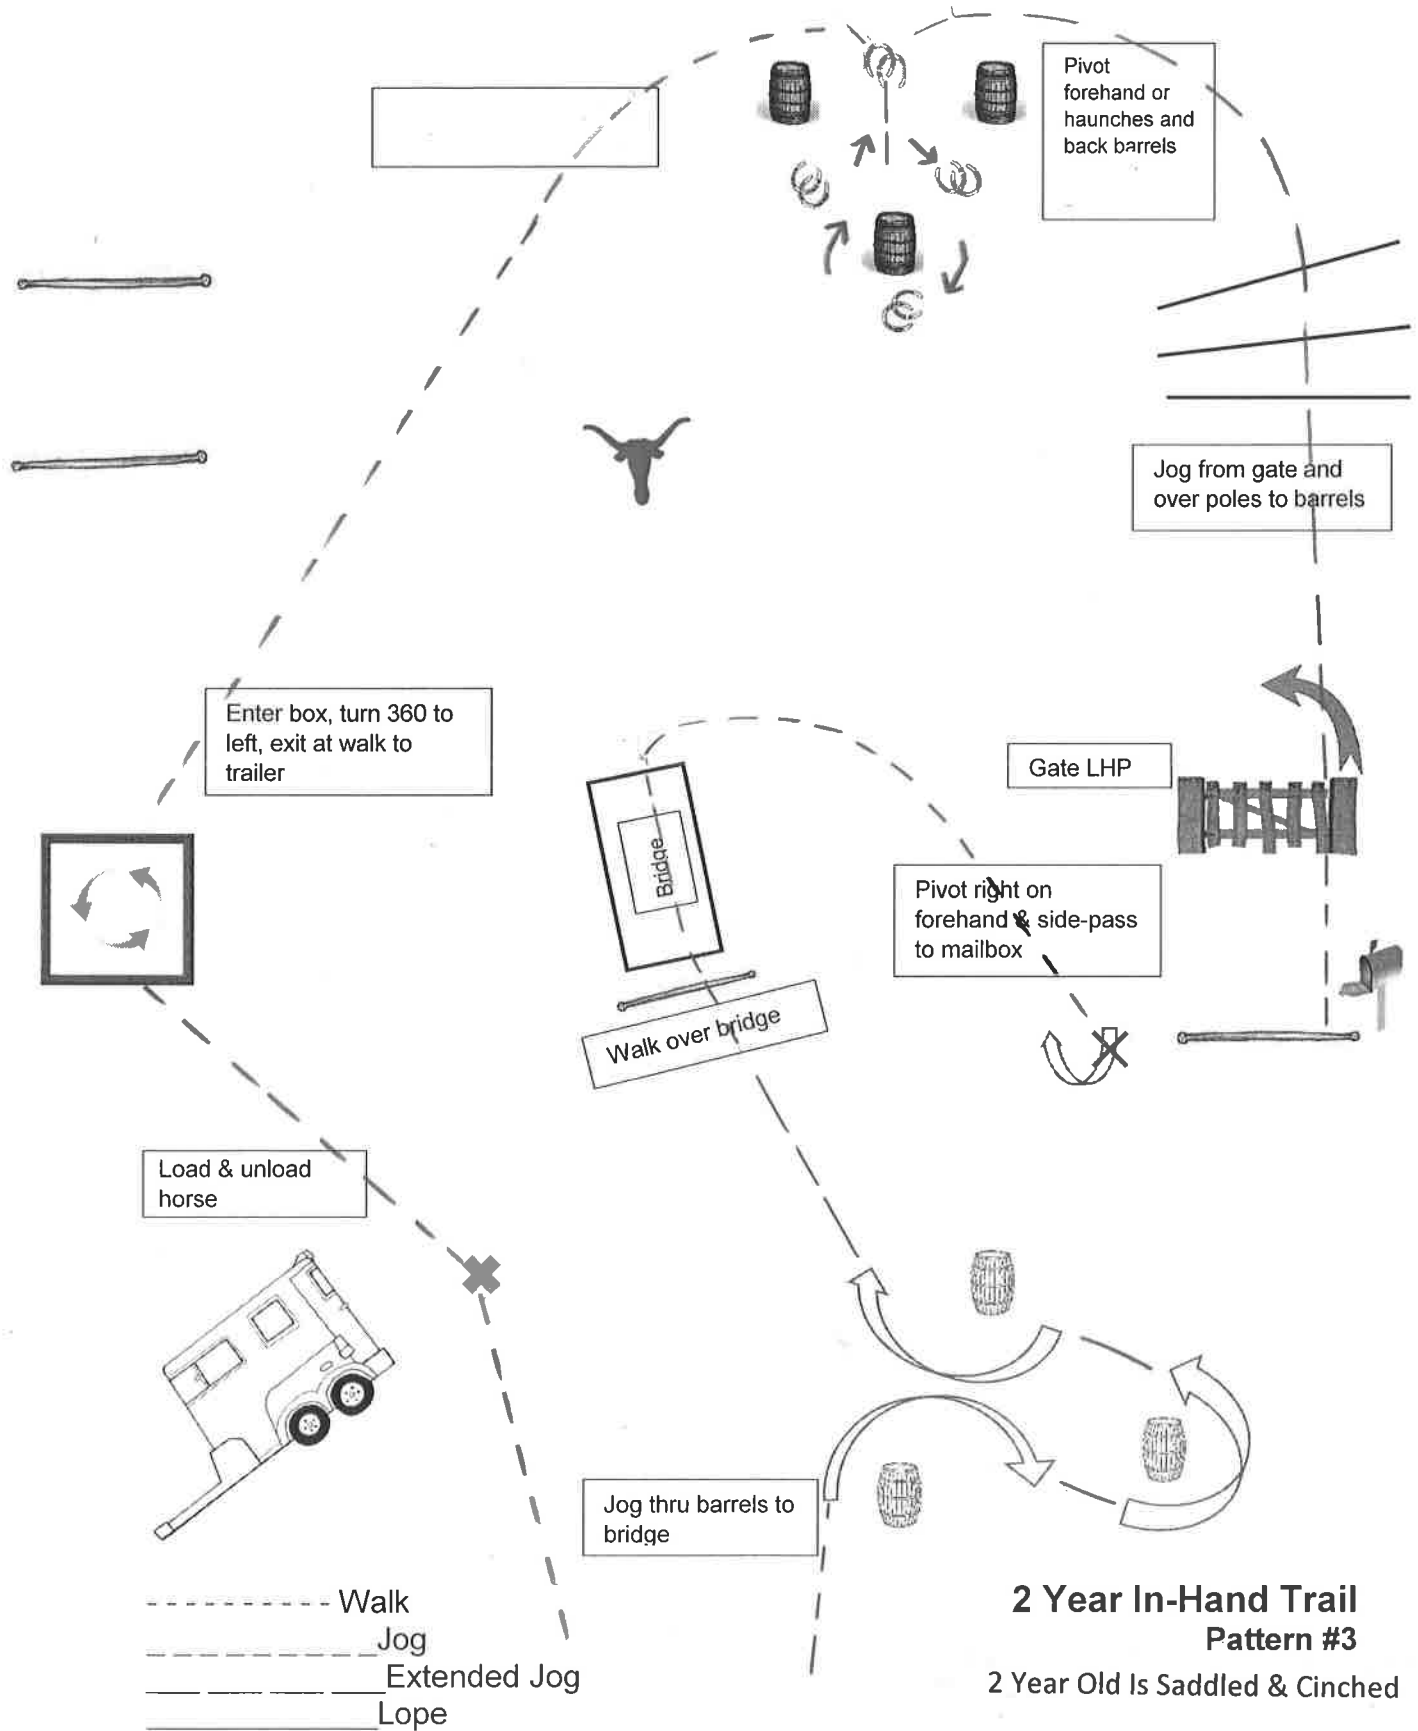 Pivot
forehand or
haunches and
back barrels
Jog from gate and
over poles to barrels
Enter box, turn 360 to
left, exit at walk to
trailer
Gate LHP
Bridge
Pivot right on
forehand & side-pass
to mailbox
Walk over bridge
Load & unload
horse
Jog thru barrels to
bridge
Walk
Jog
Extended Jog
Lope
2 Year In-Hand Trail
Pattern #3
2 Year Old Is Saddled & Cinched